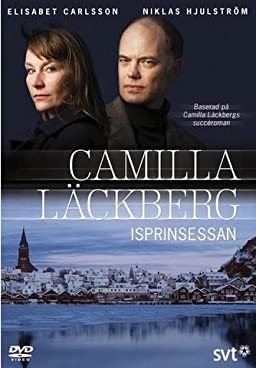 ELISABET CARLSSON NIKLAS HJULSTRÖM
Baserad på
Camilla Läckbergs
succéroman
CAMILLA
LÄCKBERG
ISPRINSESSAN
DVD
VIDEO
svt